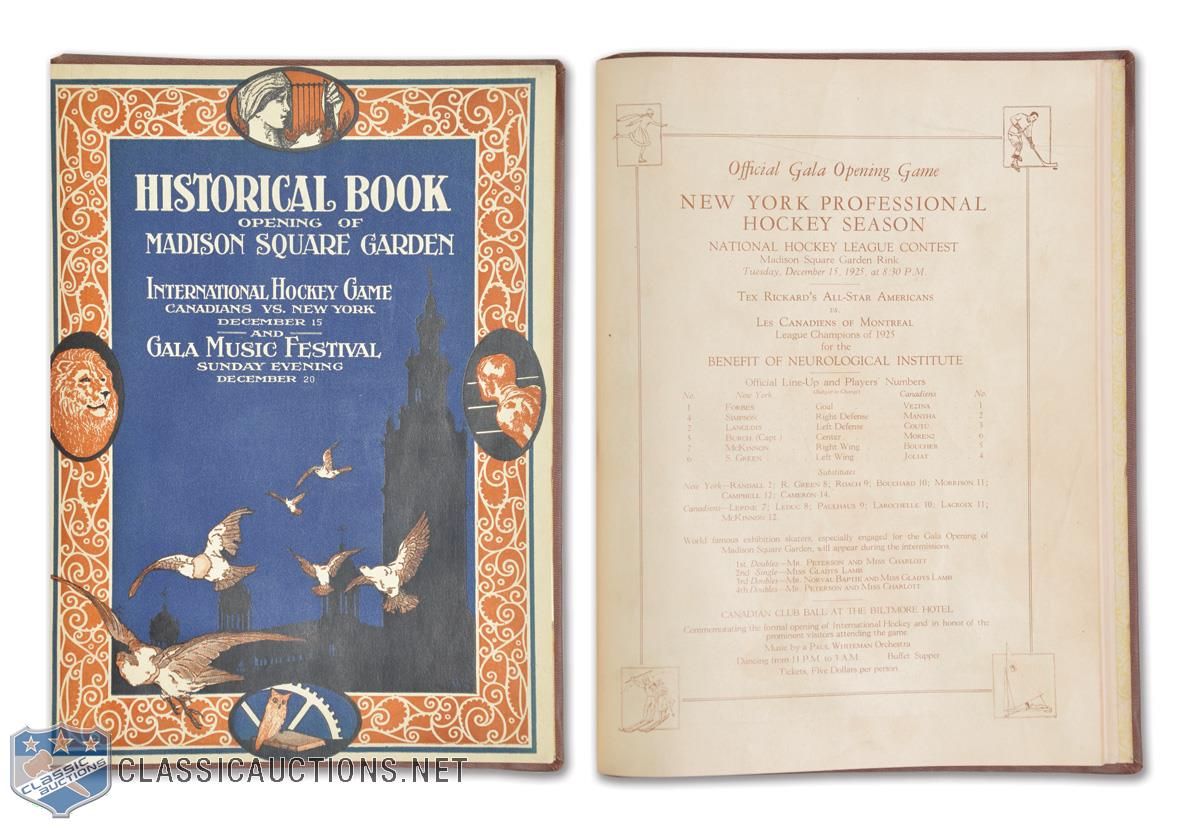 HISTORICAL BOOK
OPENING OF
MADISON SQUARE GARDEN
INTERNATIONAL HOCKEY GAME
CANADIANS VS. NEW YORK
DECEMBER 15
AND
GALA MUSIC FESTIVAL
SUNDAY EVENING
DECEMBER 20
CLASSIC AUCTIONS
CLASSICAUCTIONS.NET
Official Gala Opening Game
NEW YORK PROFESSIONAL
HOCKEY SEASON
NATIONAL HOCKEY LEAGUE CONTEST
Madison Square Garden Rink
Tuesday, December 15, 1925, at 8:30 P.M.
TEX RICKARD'S ALL-STAR AMERICANS
vs.
LES CANADIENS OF MONTREAL
League Champions of 1925
for the
BENEFIT OF NEUROLOGICAL INSTITUTE
Official Line-Up and Players' Numbers
No. New York (Subject to Change) Canadiens No.
1 FORBES Goal VEZINA 1
4 SIMPSON Right Defense MANTHA 2
2 LANGLOIS Left Defense COUTU 3
5 BURCH (Capt.) Center MORENZ 6
7 MCKINNON Right Wing BOUCHER 5
6 S. GREEN Left Wing JOLIAT 4
Substitutes
New York—RANDALL 2; R. GREEN 8; ROACH 9; BOUCHARD 10; MORRISON 11;
CAMPBELL 12; CAMERON 14.
Canadiens—LEPINE 7; LEDUC 8; PAULHAUS 9; LAROCHELLE 10; LACROIX 11;
MCKINNON 12.
World famous exhibition skaters, especially engaged for the Gala Opening of
Madison Square Garden, will appear during the intermissions.
1st Doubles—MR. PETERSON AND MISS CHARLOTT
2nd Single—MISS GLADYS LAMB
3rd Doubles—MR. NORVAL BAPTIE AND MISS GLADYS LAMB
4th Doubles—MR. PETERSON AND MISS CHARLOTT
CANADIAN CLUB BALL AT THE BILTMORE HOTEL
Commemorating the formal opening of International Hockey and in honor of the
prominent visitors attending the game.
Music by a PAUL WHITEMAN Orchestra
Dancing from 11 P.M. to 3 A.M. Buffet Supper
Tickets, Five Dollars per person.